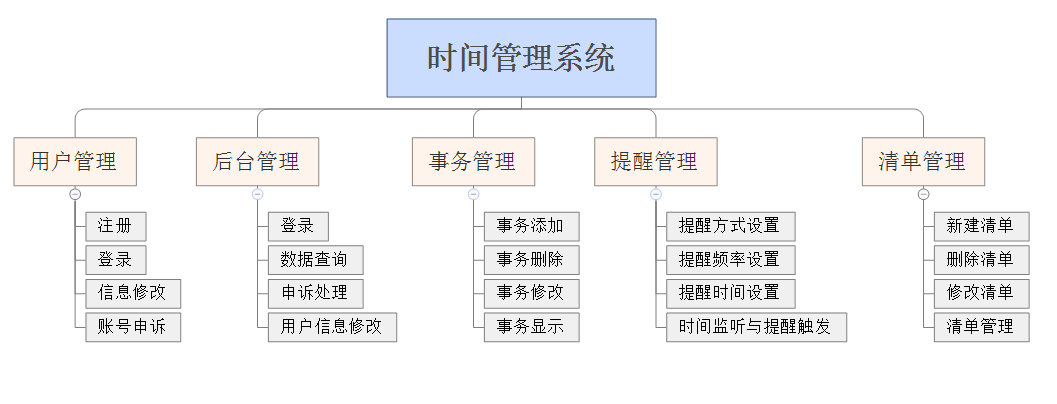 时间管理系统
用户管理
后台管理
事务管理
提醒管理
清单管理
注册
登录
信息修改
账号申诉
登录
数据查询
申诉处理
用户信息修改
事务添加
事务删除
事务修改
事务显示
提醒方式设置
提醒频率设置
提醒时间设置
时间监听与提醒触发
新建清单
删除清单
修改清单
清单管理